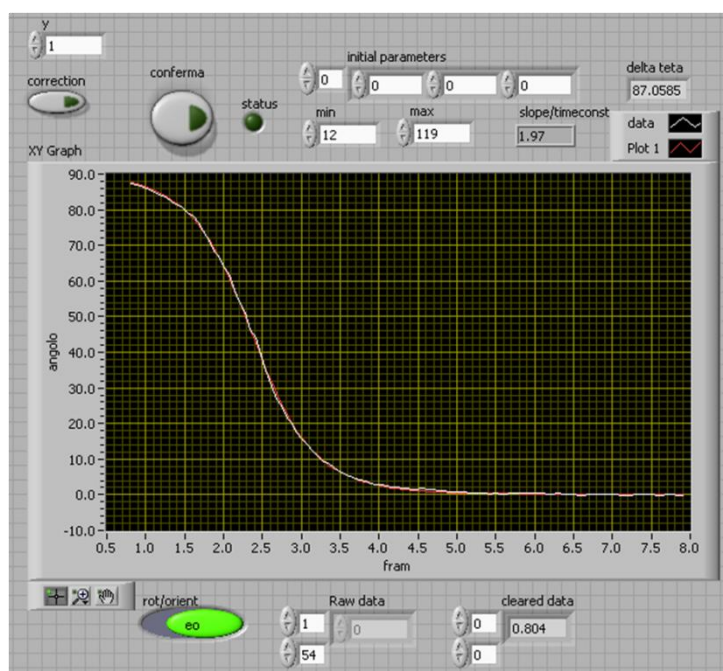 y
1
correction
conferma
status
initial parameters
0 0 0 0
min
12
max
119
slope/timeconst
1.97
delta teta
87.0585
data
Plot 1
XY Graph
90.0
80.0
70.0
60.0
50.0
40.0
30.0
20.0
10.0
0.0
-10.0
angolo
0.5 1.0 1.5 2.0 2.5 3.0 3.5 4.0 4.5 5.0 5.5 6.0 6.5 7.0 7.5 8.0
fram
rot/orient
eo
Raw data
1 0
54
cleared data
0 0.804
0